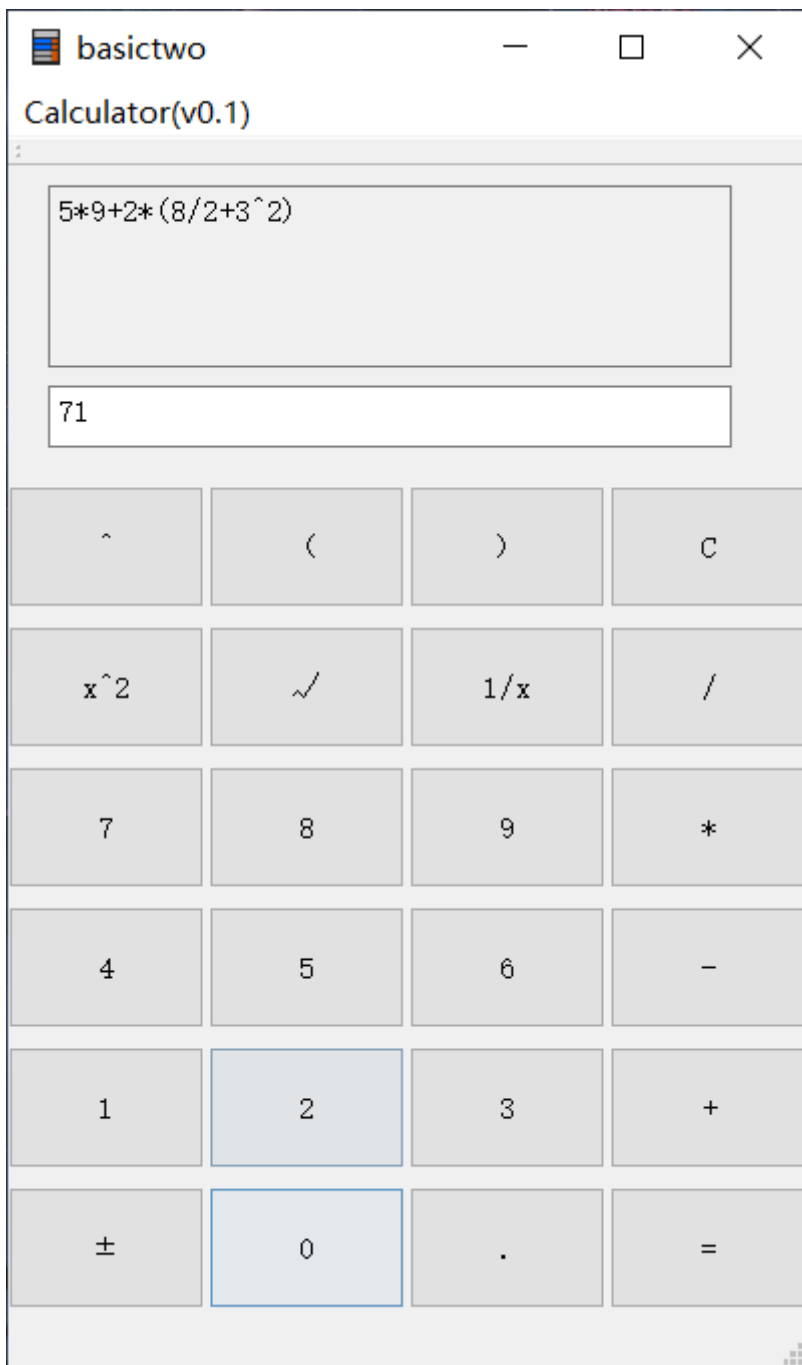 basictwo
Calculator(v0.1)
5*9+2*(8/2+3^2)
71
^ ( ) C
x^2 √ 1/x /
7 8 9 *
4 5 6 -
1 2 3 +
± 0 . =